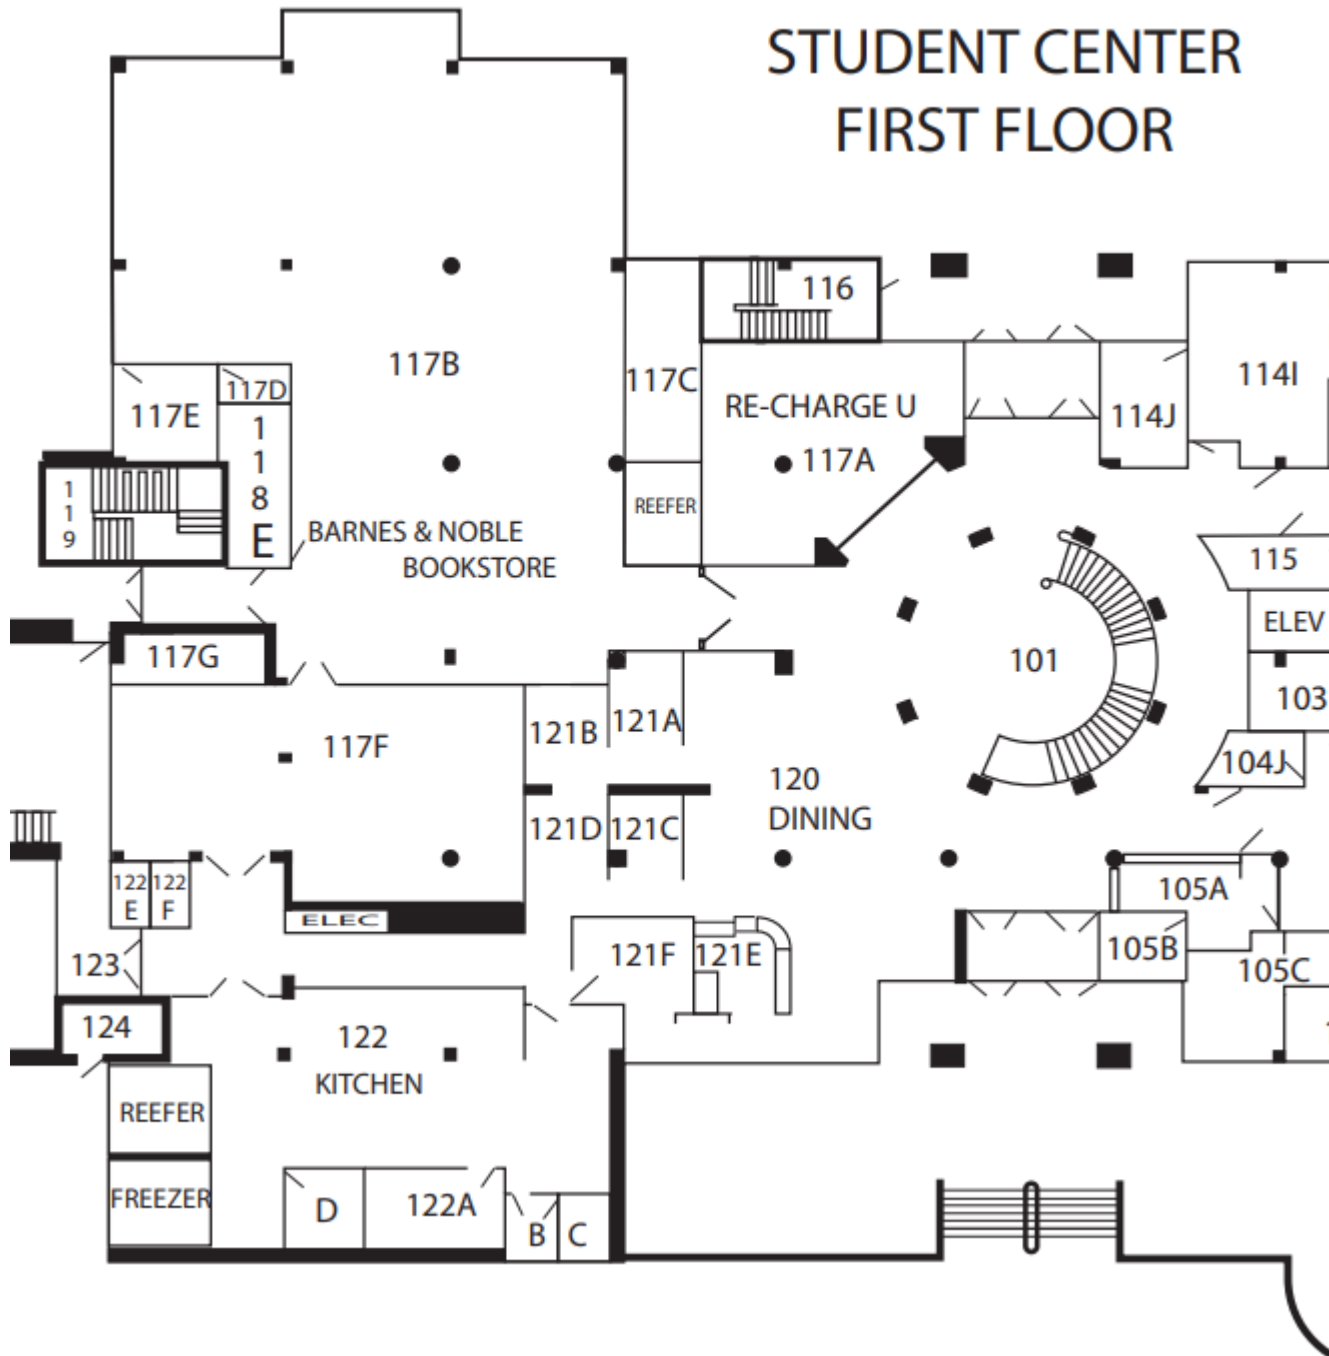 STUDENT CENTER
FIRST FLOOR
116
117B
117C
RE-CHARGE U
117A
114J
114I
117E
117D
1
1
8
E
1
1
9
REEFER
BARNES & NOBLE
BOOKSTORE
115
ELEV
117G
101
103
117F
121B
121A
104J
120
DINING
121D
121C
122
E
122
F
105A
ELEC
123
121F
121E
105B
105C
124
122
KITCHEN
REEFER
FREEZER
D
122A
B
C